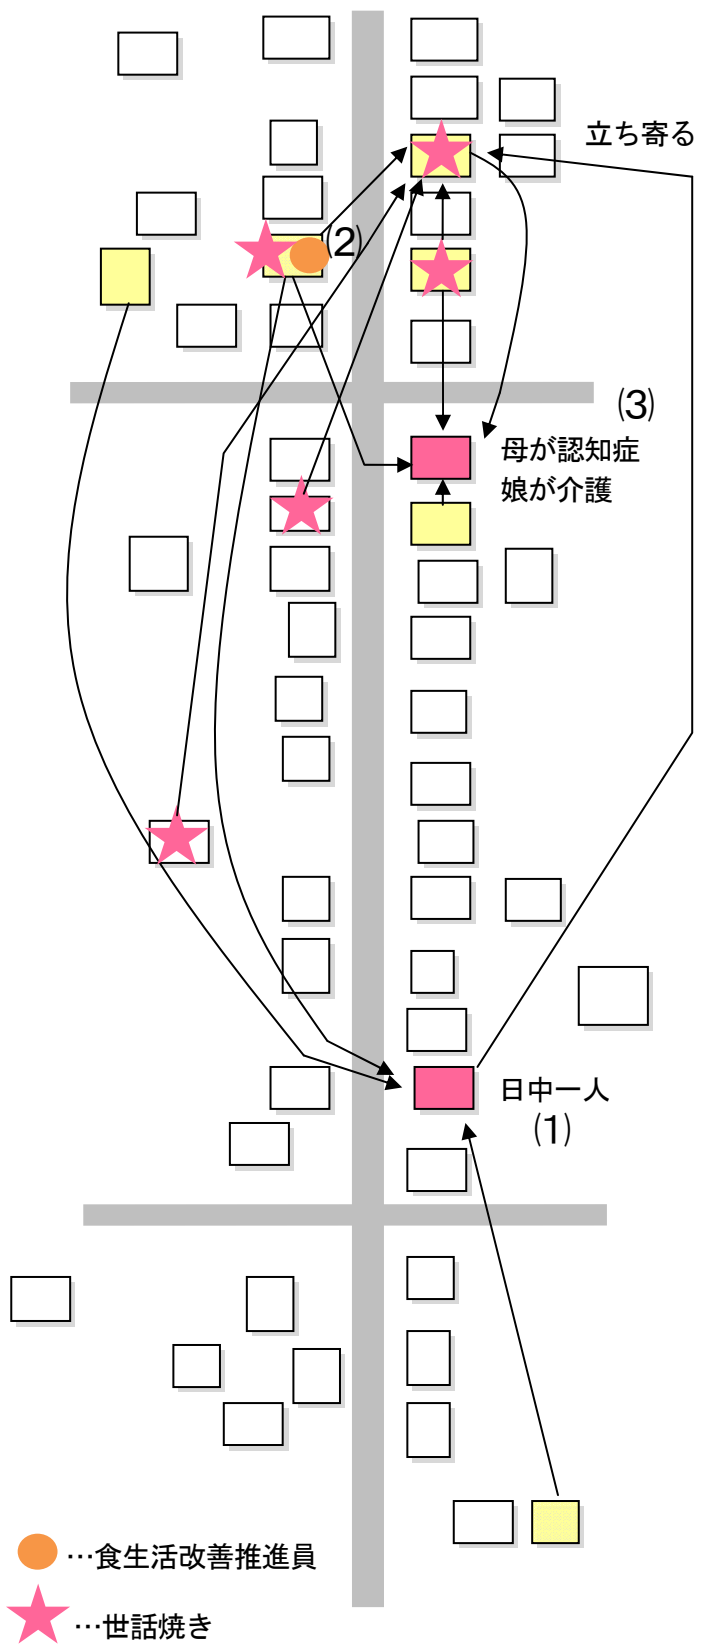 立ち寄る
(2)
(3)
母が認知症
娘が介護
日中一人
(1)
…食生活改善推進員
…世話焼き